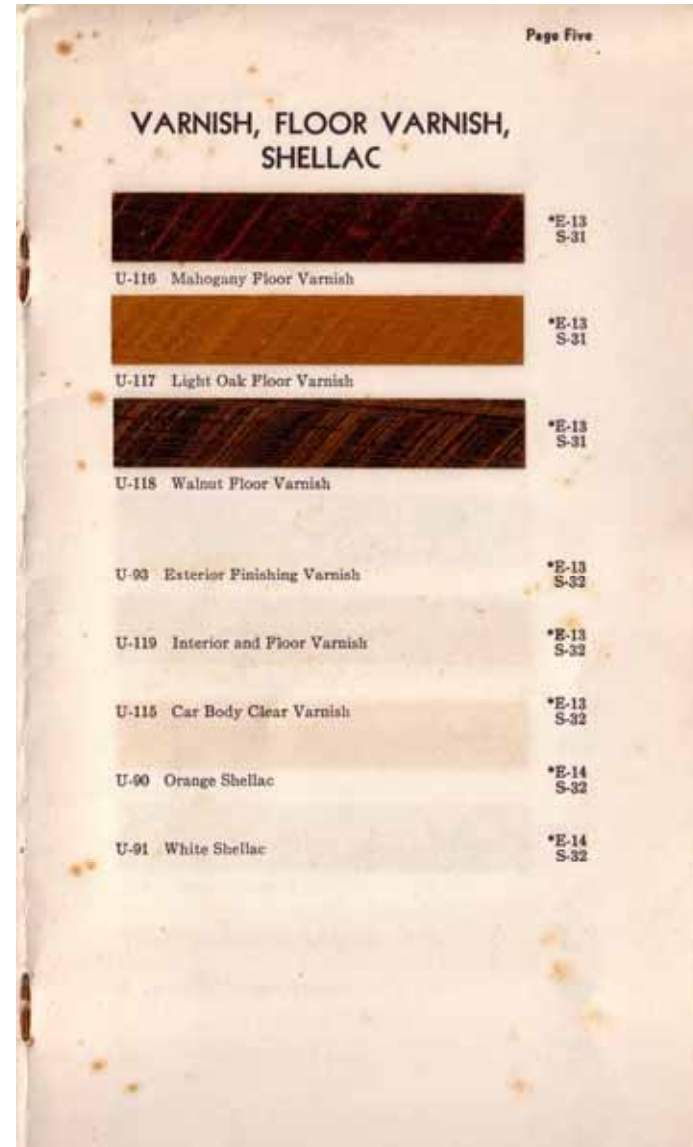 Page Five
VARNISH, FLOOR VARNISH,
SHELLAC
*E-13
S-31
U-116 Mahogany Floor Varnish
*E-13
S-31
U-117 Light Oak Floor Varnish
*E-13
S-31
U-118 Walnut Floor Varnish
U-93 Exterior Finishing Varnish
*E-13
S-32
U-119 Interior and Floor Varnish
*E-13
S-32
U-115 Car Body Clear Varnish
*E-13
S-32
U-90 Orange Shellac
*E-14
S-32
U-91 White Shellac
*E-14
S-32